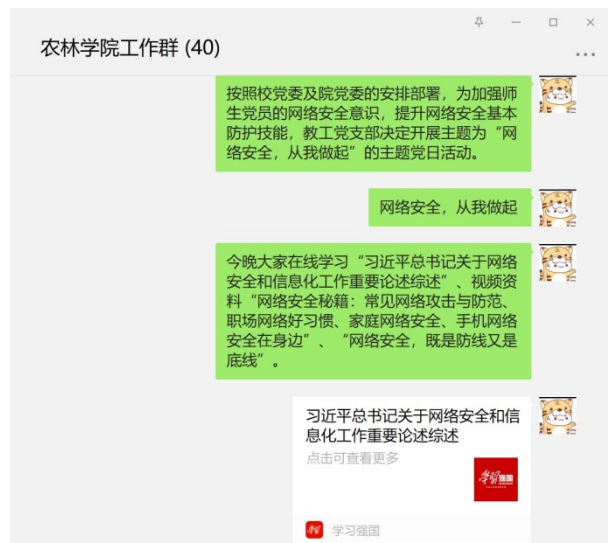 农林学院工作群 (40)
按照校党委及院党委的安排部署，为加强师
生党员的网络安全意识，提升网络安全基本
防护技能，教工党支部决定开展主题为“网
络安全，从我做起”的主题党日活动。
网络安全，从我做起
今晚大家在线学习“习近平总书记关于网络
安全和信息化工作重要论述综述”、视频资
料“网络安全秘籍：常见网络攻击与防范、
职场网络好习惯、家庭网络安全、手机网络
安全在身边”、“网络安全，既是防线又是
底线”。
习近平总书记关于网络安全和信
息化工作重要论述综述
点击可查看更多
学习强国
学习强国